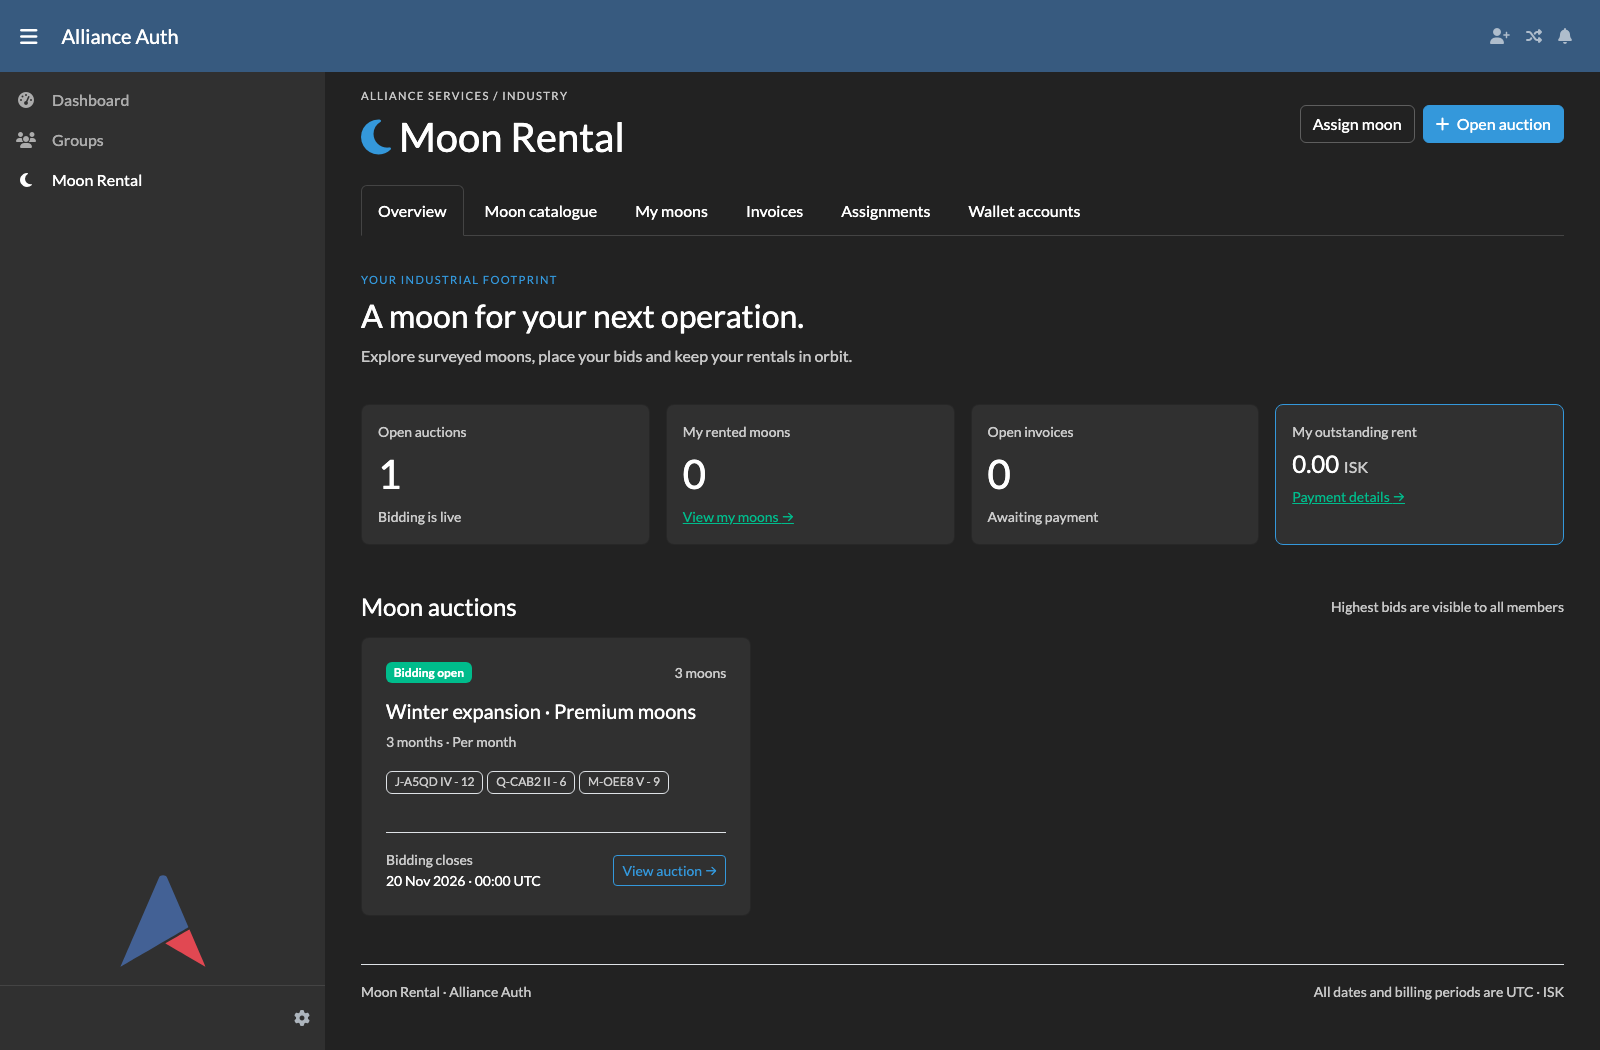 Alliance Auth
Dashboard
Groups
Moon Rental
ALLIANCE SERVICES / INDUSTRY
Moon Rental
Assign moon
Open auction
Overview
Moon catalogue
My moons
Invoices
Assignments
Wallet accounts
YOUR INDUSTRIAL FOOTPRINT
A moon for your next operation.
Explore surveyed moons, place your bids and keep your rentals in orbit.
Open auctions
1
Bidding is live
My rented moons
0
View my moons →
Open invoices
0
Awaiting payment
My outstanding rent
0.00 ISK
Payment details →
Moon auctions
Highest bids are visible to all members
Bidding open
3 moons
Winter expansion · Premium moons
3 months · Per month
J-A5QD IV - 12
Q-CAB2 II - 6
M-OEE8 V - 9
Bidding closes
20 Nov 2026 · 00:00 UTC
View auction →
Moon Rental · Alliance Auth
All dates and billing periods are UTC · ISK